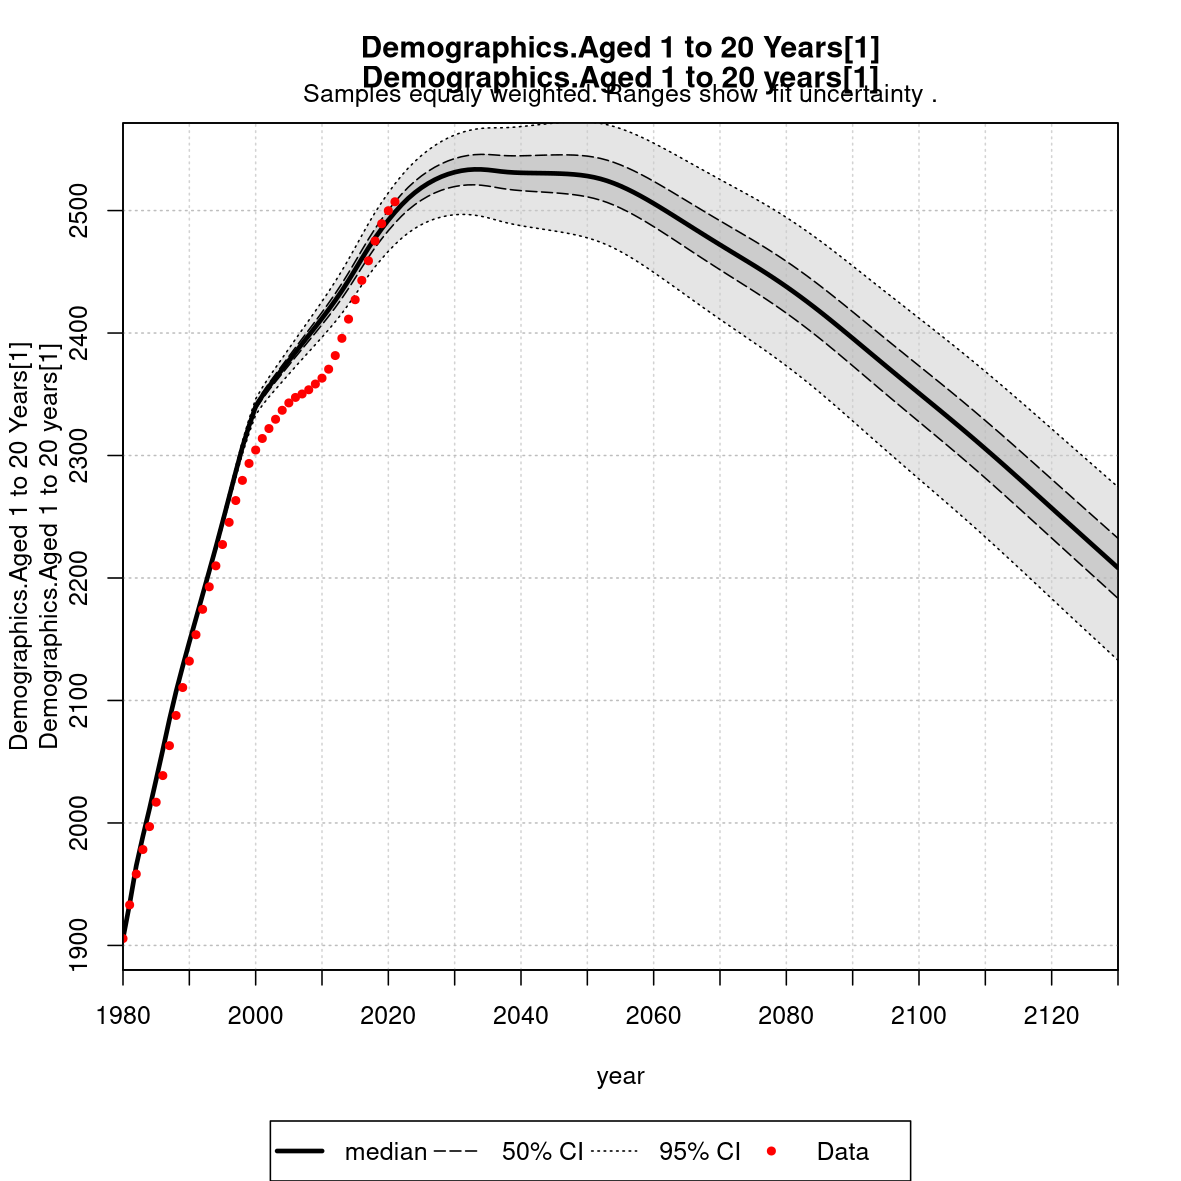 Demographics.Aged 1 to 20 Years[1]
Demographics.Aged 1 to 20 years[1]
Samples equaly weighted. Ranges show  fit uncertainty .
Demographics.Aged 1 to 20 Years[1]
Demographics.Aged 1 to 20 years[1]
2500
2400
2300
2200
2100
2000
1900
1980 2000 2020 2040 2060 2080 2100 2120
year
median 50% CI 95% CI Data